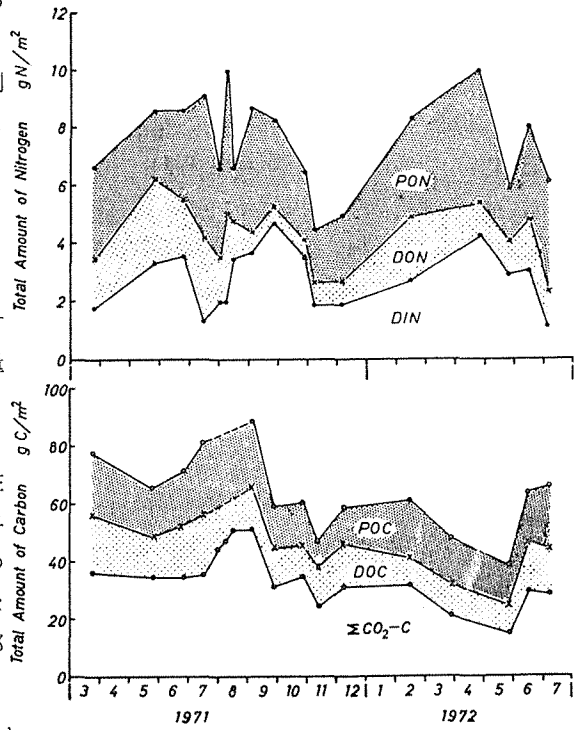 Total Amount of Nitrogen gN/m²
12
10
8
6
4
2
0
PON
DON
DIN
Total Amount of Carbon gC/m²
100
80
60
40
20
0
POC
DOC
ΣCO₂-C
3 4 5 6 7 8 9 10 11 12 1 2 3 4 5 6 7
1971 1972